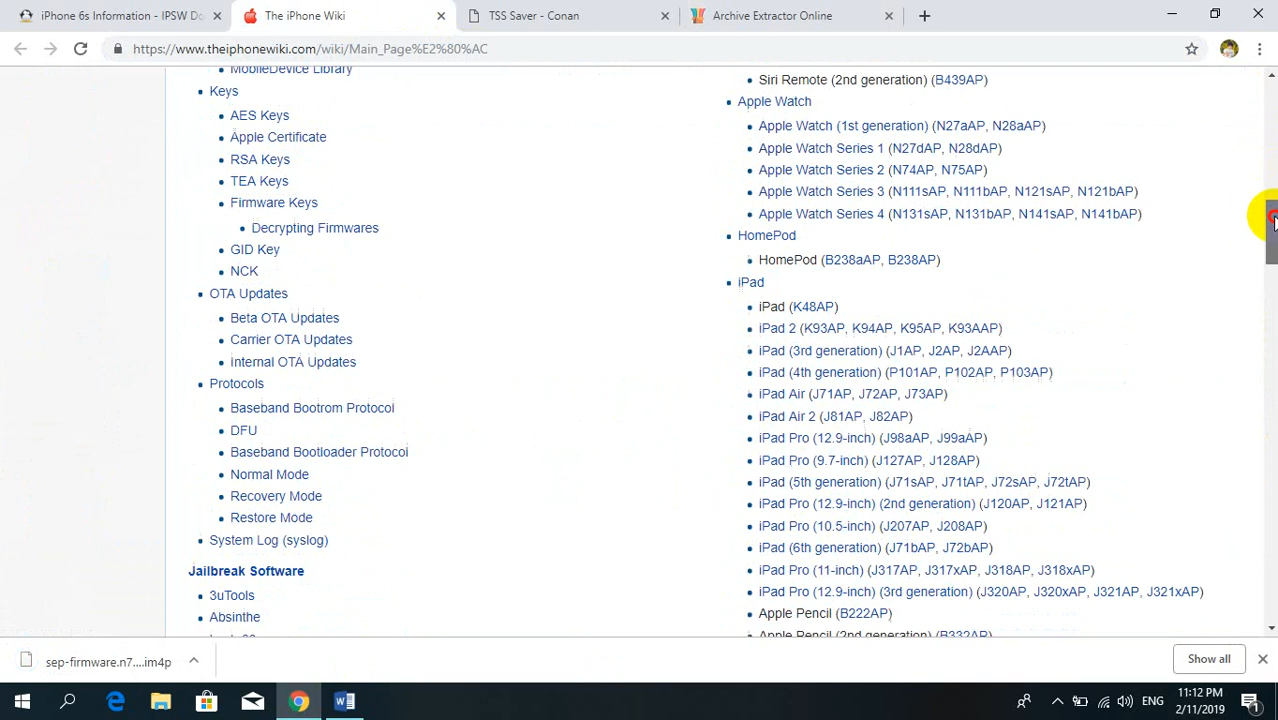 iPhone 6s Information - IPSW Do
The iPhone Wiki
TSS Saver - Conan
Archive Extractor Online
https://www.theiphonewiki.com/wiki/Main_Page%E2%80%AC
MobileDevice Library
Keys
AES Keys
Apple Certificate
RSA Keys
TEA Keys
Firmware Keys
Decrypting Firmwares
GID Key
NCK
OTA Updates
Beta OTA Updates
Carrier OTA Updates
Internal OTA Updates
Protocols
Baseband Bootrom Protocol
DFU
Baseband Bootloader Protocol
Normal Mode
Recovery Mode
Restore Mode
System Log (syslog)
Jailbreak Software
3uTools
Absinthe
Siri Remote (2nd generation) (B439AP)
Apple Watch
Apple Watch (1st generation) (N27aAP, N28aAP)
Apple Watch Series 1 (N27dAP, N28dAP)
Apple Watch Series 2 (N74AP, N75AP)
Apple Watch Series 3 (N111sAP, N111bAP, N121sAP, N121bAP)
Apple Watch Series 4 (N131sAP, N131bAP, N141sAP, N141bAP)
HomePod
HomePod (B238aAP, B238AP)
iPad
iPad (K48AP)
iPad 2 (K93AP, K94AP, K95AP, K93AAP)
iPad (3rd generation) (J1AP, J2AP, J2AAP)
iPad (4th generation) (P101AP, P102AP, P103AP)
iPad Air (J71AP, J72AP, J73AP)
iPad Air 2 (J81AP, J82AP)
iPad Pro (12.9-inch) (J98aAP, J99aAP)
iPad Pro (9.7-inch) (J127AP, J128AP)
iPad (5th generation) (J71sAP, J71tAP, J72sAP, J72tAP)
iPad Pro (12.9-inch) (2nd generation) (J120AP, J121AP)
iPad Pro (10.5-inch) (J207AP, J208AP)
iPad (6th generation) (J71bAP, J72bAP)
iPad Pro (11-inch) (J317AP, J317xAP, J318AP, J318xAP)
iPad Pro (12.9-inch) (3rd generation) (J320AP, J320xAP, J321AP, J321xAP)
Apple Pencil (B222AP)
Apple Pencil (2nd generation) (B332AP)
sep-firmware.n7....im4p
Show all
ENG
11:12 PM
2/11/2019
1